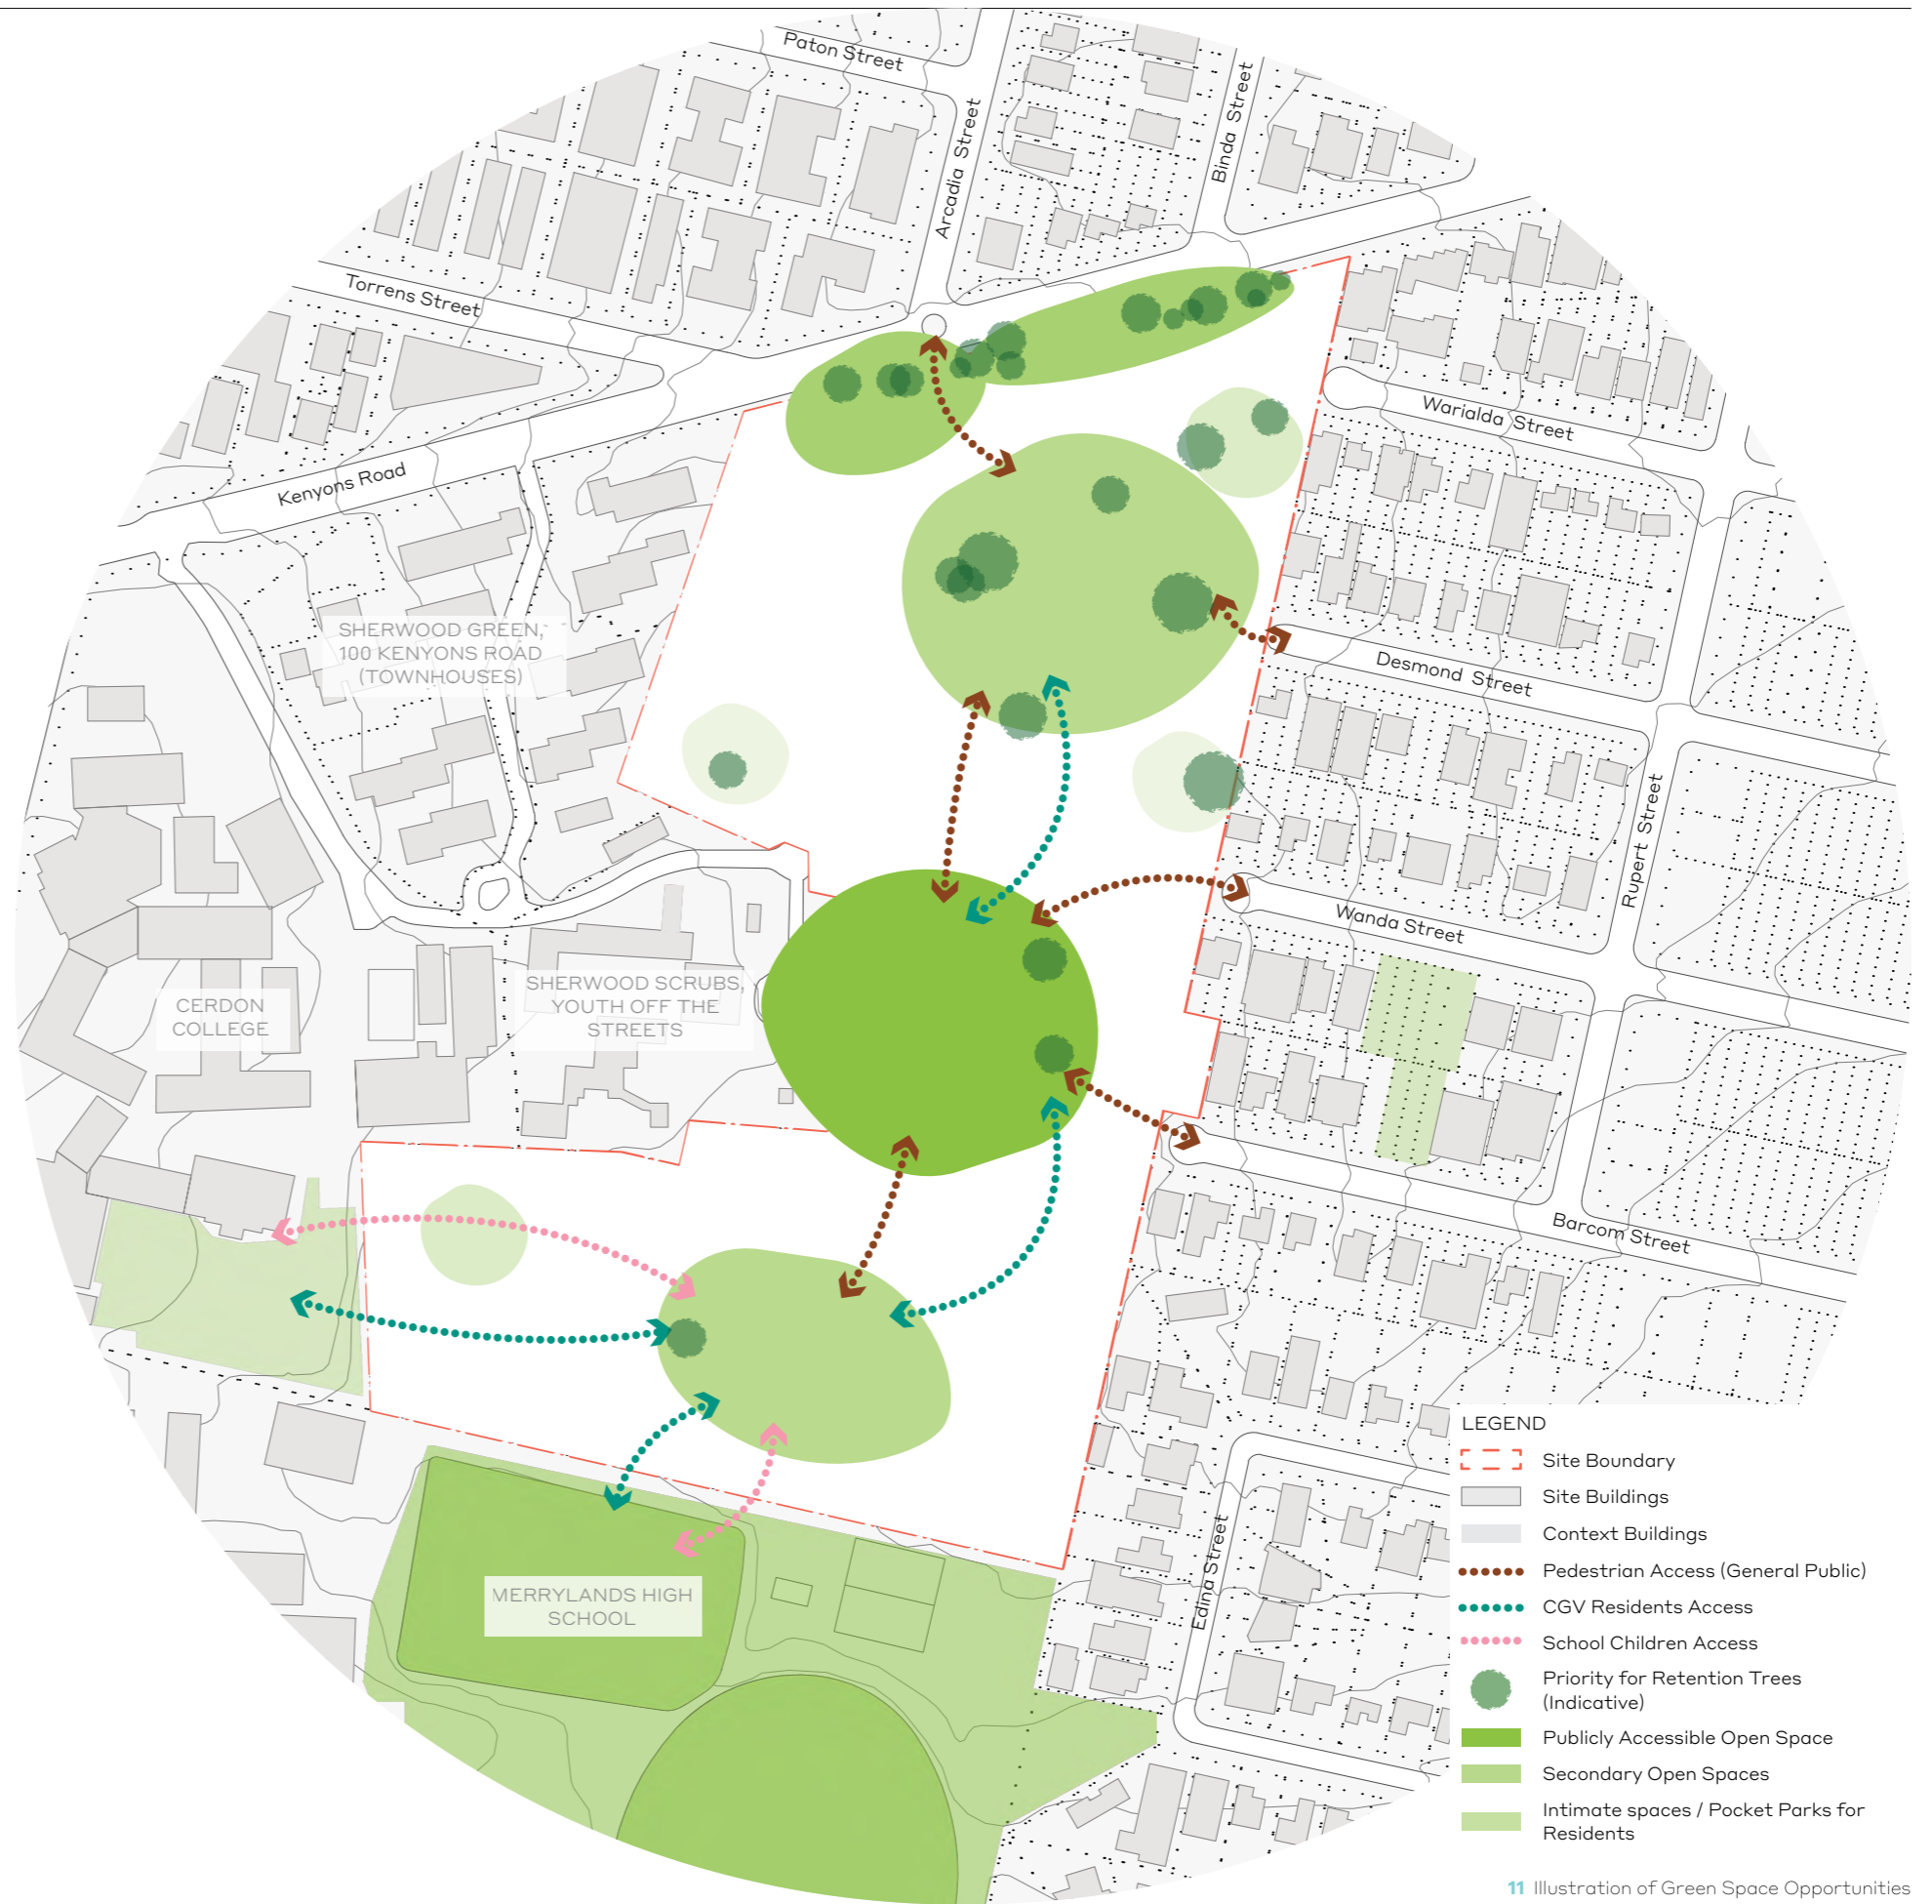 Paton Street
Arcadia Street
Binda Street
Torrens Street
Kenyons Road
Warialda Street
SHERWOOD GREEN,
100 KENYONS ROAD
(TOWNHOUSES)
Desmond Street
Rupert Street
Wanda Street
CERDON
COLLEGE
SHERWOOD SCRUBS,
YOUTH OFF THE
STREETS
Barcom Street
Edina Street
MERRYLANDS HIGH
SCHOOL
LEGEND
Site Boundary
Site Buildings
Context Buildings
Pedestrian Access (General Public)
CGV Residents Access
School Children Access
Priority for Retention Trees
(Indicative)
Publicly Accessible Open Space
Secondary Open Spaces
Intimate spaces / Pocket Parks for
Residents
11 Illustration of Green Space Opportunities